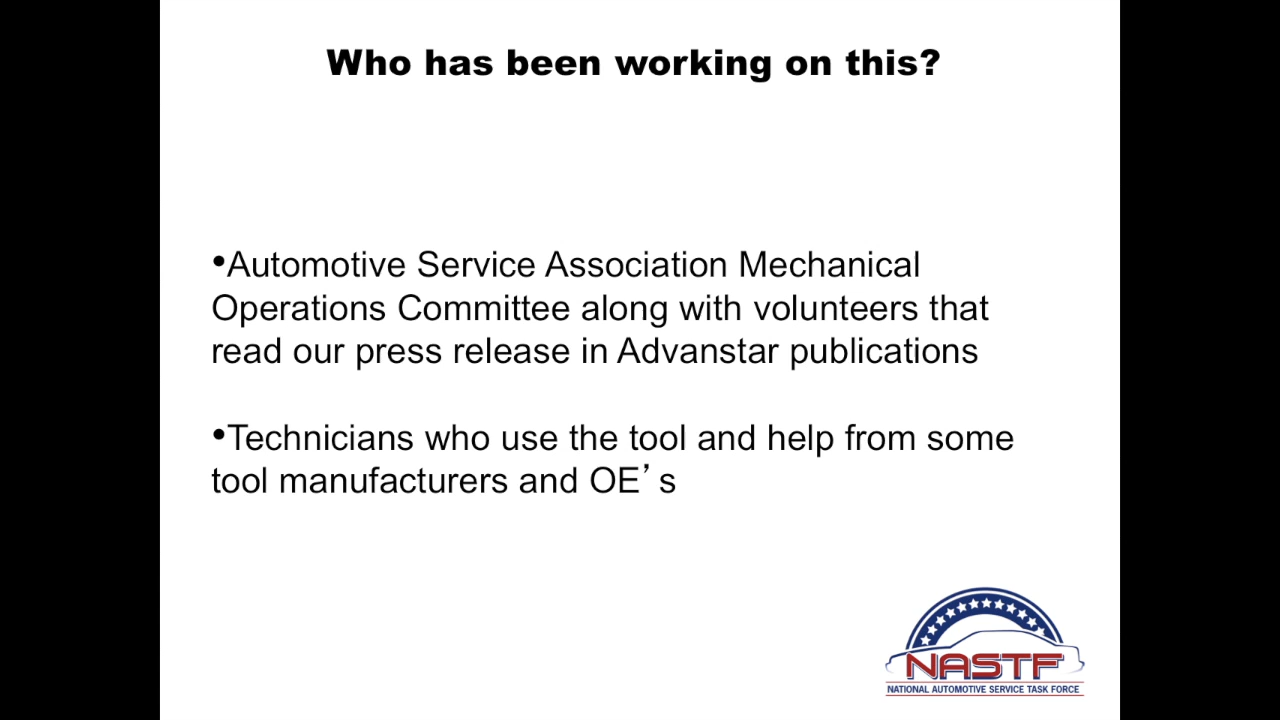 Who has been working on this?
•Automotive Service Association Mechanical
Operations Committee along with volunteers that
read our press release in Advanstar publications
•Technicians who use the tool and help from some
tool manufacturers and OE’s
NASTF
NATIONAL AUTOMOTIVE SERVICE TASK FORCE